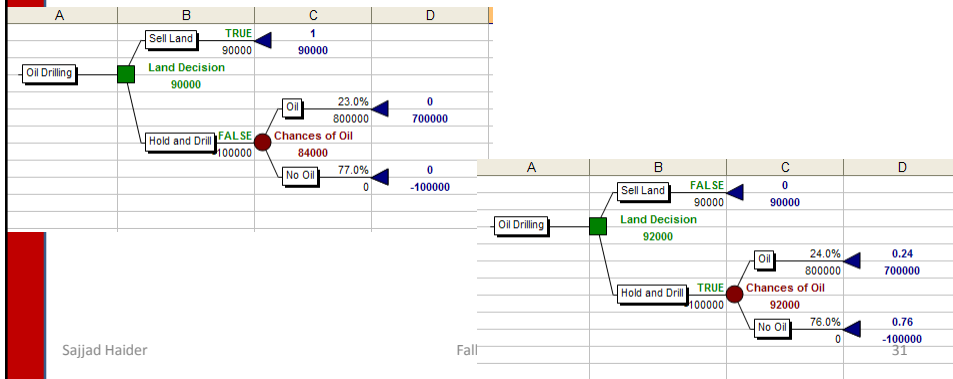 A B C D
Sell Land TRUE 1
90000 90000
Oil Drilling Land Decision
90000
Oil 23.0% 0
800000 700000
Hold and Drill FALSE Chances of Oil
-100000 84000
No Oil 77.0% 0
0 -100000
A B C D
Sell Land FALSE 0
90000 90000
Oil Drilling Land Decision
92000
Oil 24.0% 0.24
800000 700000
Hold and Drill TRUE Chances of Oil
-100000 92000
No Oil 76.0% 0.76
0 -100000
Sajjad Haider Fall 31